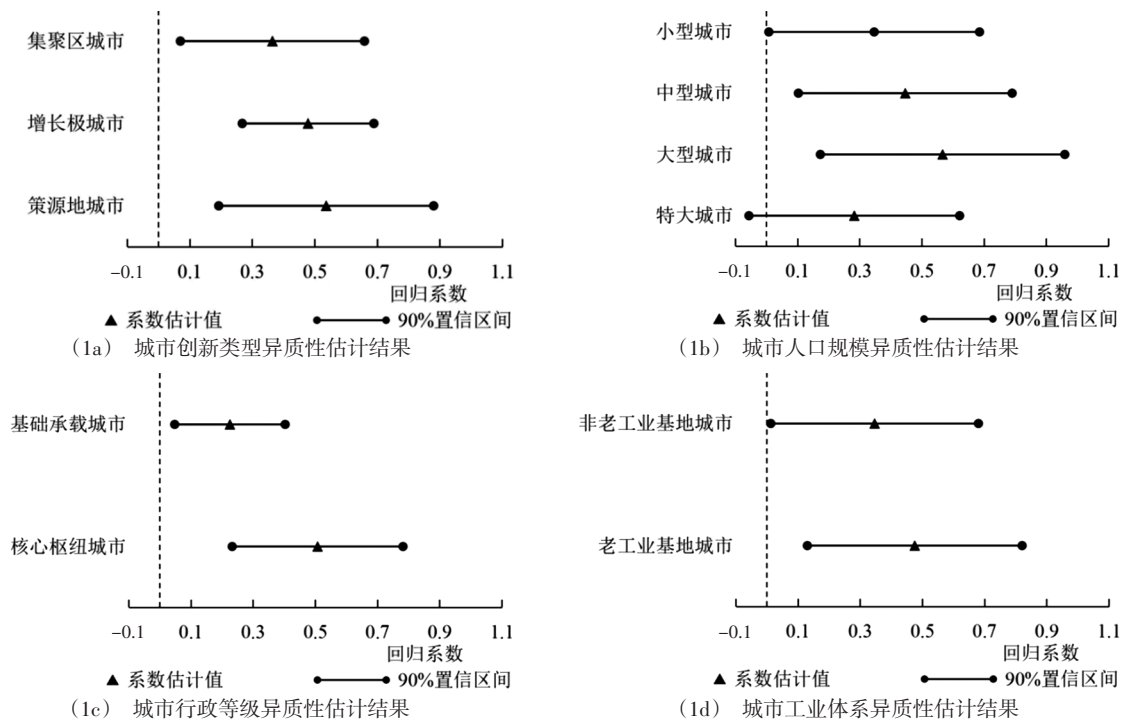 集聚区城市
增长极城市
策源地城市
-0.1 0.1 0.3 0.5 0.7 0.9 1.1
回归系数
▲ 系数估计值 90%置信区间
（1a） 城市创新类型异质性估计结果
小型城市
中型城市
大型城市
特大城市
-0.1 0.1 0.3 0.5 0.7 0.9 1.1
回归系数
▲ 系数估计值 90%置信区间
（1b） 城市人口规模异质性估计结果
基础承载城市
核心枢纽城市
-0.1 0.1 0.3 0.5 0.7 0.9 1.1
回归系数
▲ 系数估计值 90%置信区间
（1c） 城市行政等级异质性估计结果
非老工业基地城市
老工业基地城市
-0.1 0.1 0.3 0.5 0.7 0.9 1.1
回归系数
▲ 系数估计值 90%置信区间
（1d） 城市工业体系异质性估计结果